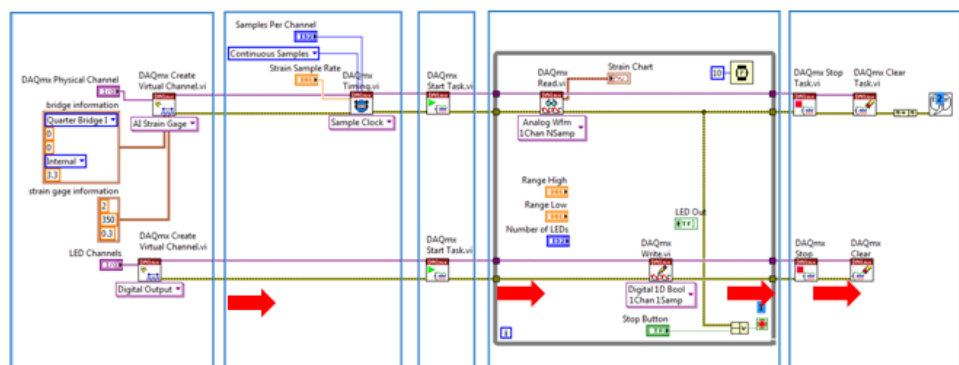 DAQmx Physical Channel
DAQmx Create
Virtual Channel.vi
AI Strain Gage
bridge information
Quarter Bridge I
0
0
Internal
3.3
strain gage information
2
350
0.3
LED Channels
DAQmx Create
Virtual Channel.vi
Digital Output
Samples Per Channel
Continuous Samples
Strain Sample Rate
DAQmx
Timing.vi
Sample Clock
DAQmx
Start Task.vi
DAQmx
Start Task.vi
DAQmx
Read.vi
Analog Wfm
1Chan NSamp
Strain Chart
10
Range High
Range Low
Number of LEDs
LED Out
TF
DAQmx
Write.vi
Digital 1D Bool
1Chan 1Samp
Stop Button
TF
i
DAQmx Stop
Task.vi
DAQmx Clear
Task.vi
DAQmx
Stop
DAQmx
Clear